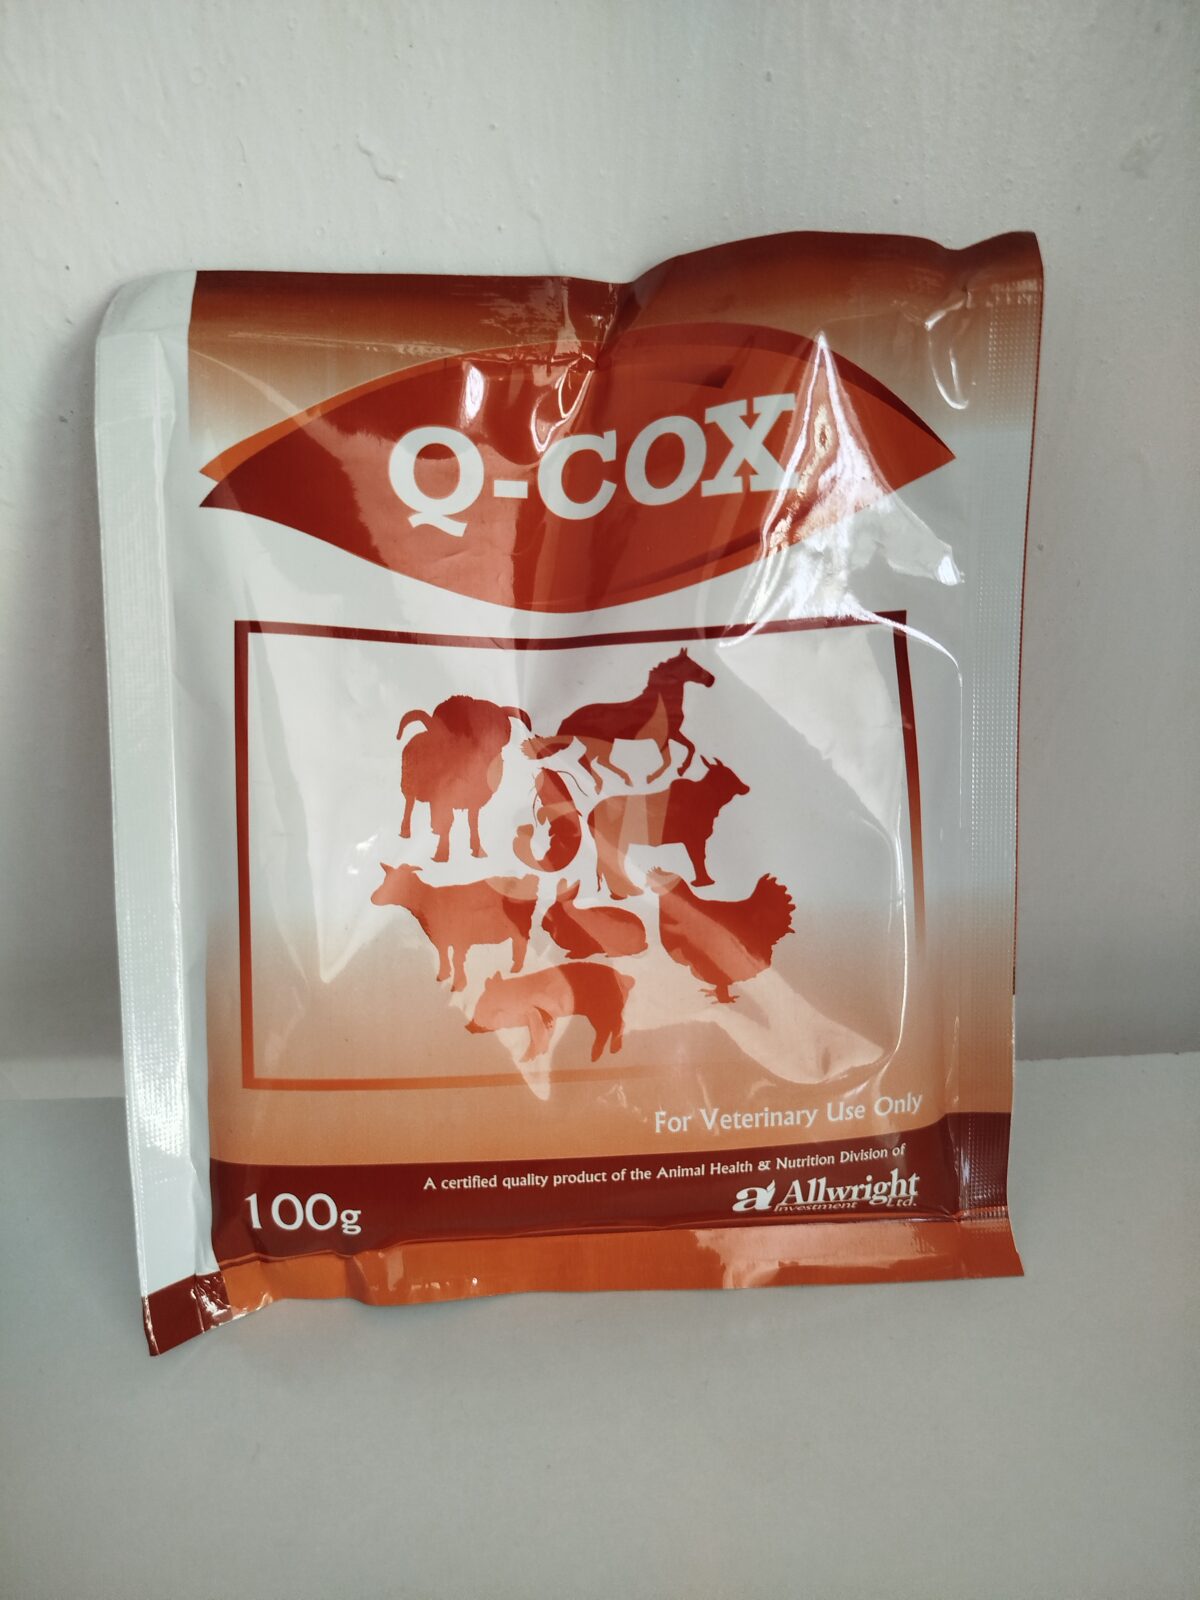 Q-COX
For Veterinary Use Only
A certified quality product of the Animal Health & Nutrition Division of
100g
a Allwright
Investment Ltd.